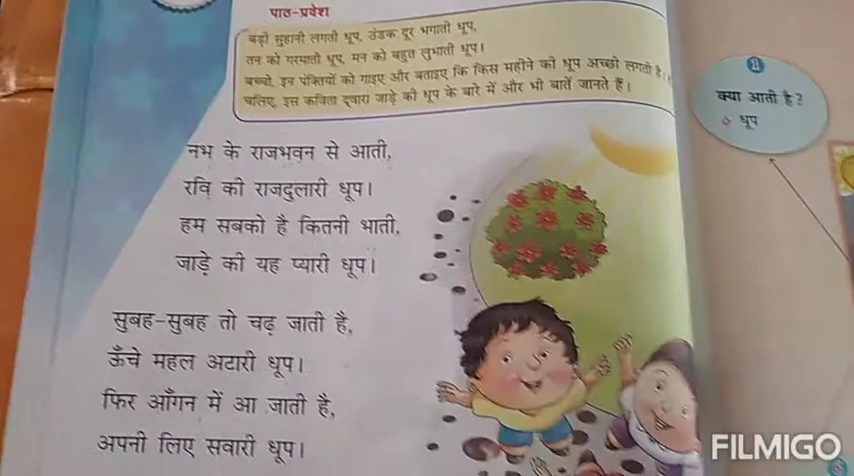 पाठ-प्रवेश
बड़ी सुहानी लगती धूप, ठंडक दूर भगाती धूप,
तन को गरमाती धूप, मन को बहुत लुभाती धूप।
बच्चो, इन पंक्तियों को गाइए और बताइए कि किस महीने की धूप अच्छी लगती है।
चलिए, इस कविता द्वारा जाड़े की धूप के बारे में और भी बातें जानते हैं।
नभ के राजभवन से आती,
रवि की राजदुलारी धूप।
हम सबको है कितनी भाती,
जाड़े की यह प्यारी धूप।
सुबह-सुबह तो चढ़ जाती है,
ऊँचे महल अटारी धूप।
फिर आँगन में आ जाती है,
अपनी लिए सवारी धूप।
1
क्या आती है?
धूप
FILMIGO